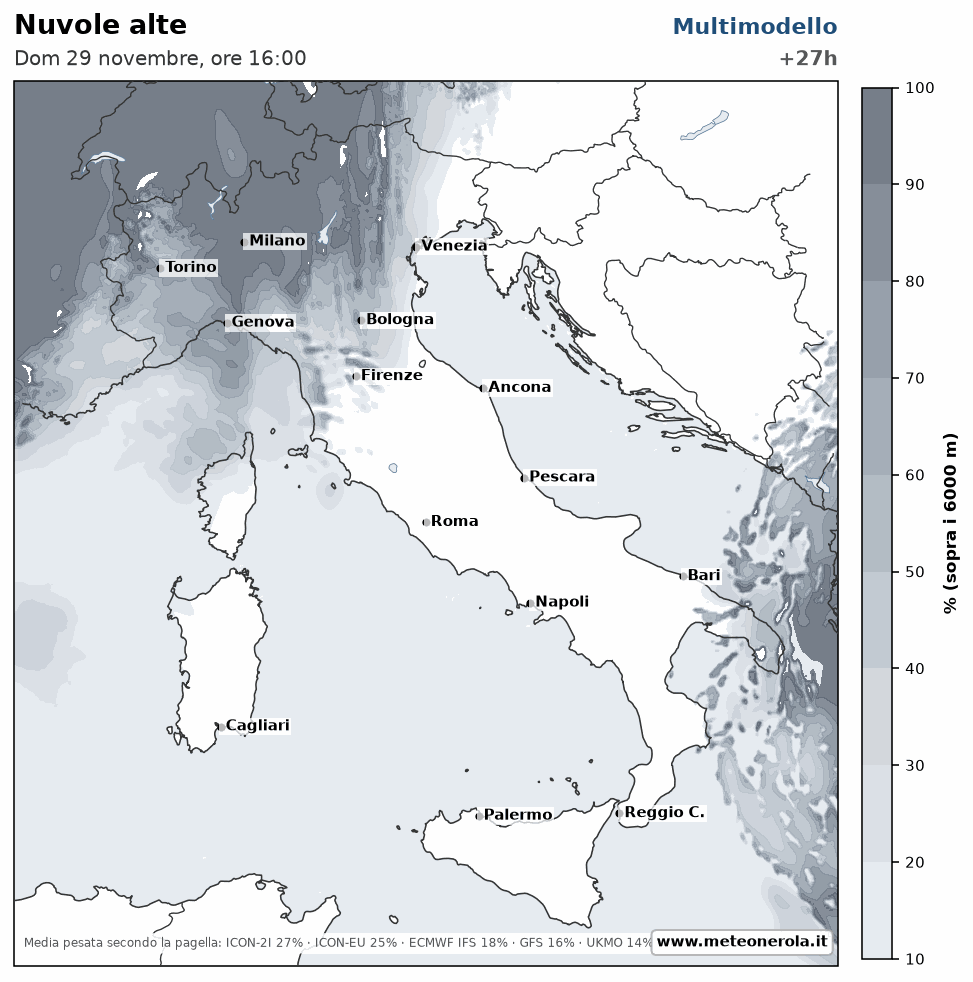 Nuvole alte
Multimodello
Dom 29 novembre, ore 16:00
+27h
Milano
Venezia
Torino
Genova
Bologna
Firenze
Ancona
Pescara
Roma
Bari
Napoli
Cagliari
Palermo
Reggio C.
Media pesata secondo la pagella: ICON-2I 27% · ICON-EU 25% · ECMWF IFS 18% · GFS 16% · UKMO 14%
www.meteonerola.it
100
90
80
70
60
50
40
30
20
10
% (sopra i 6000 m)